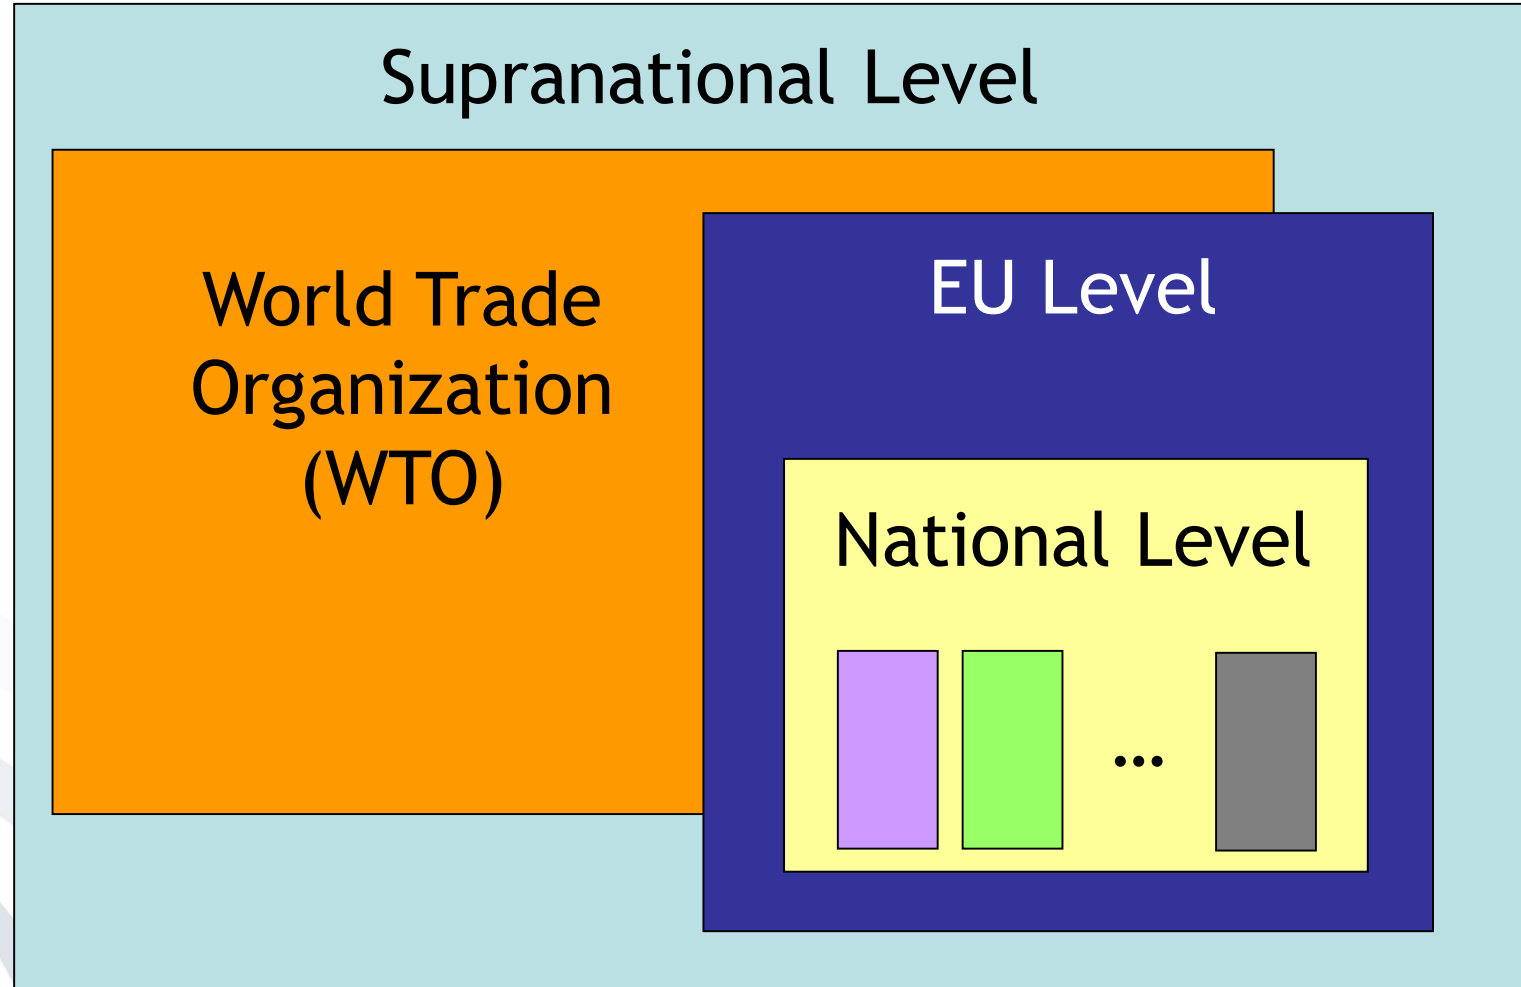 Supranational Level
World Trade
Organization
(WTO)
EU Level
National Level
...